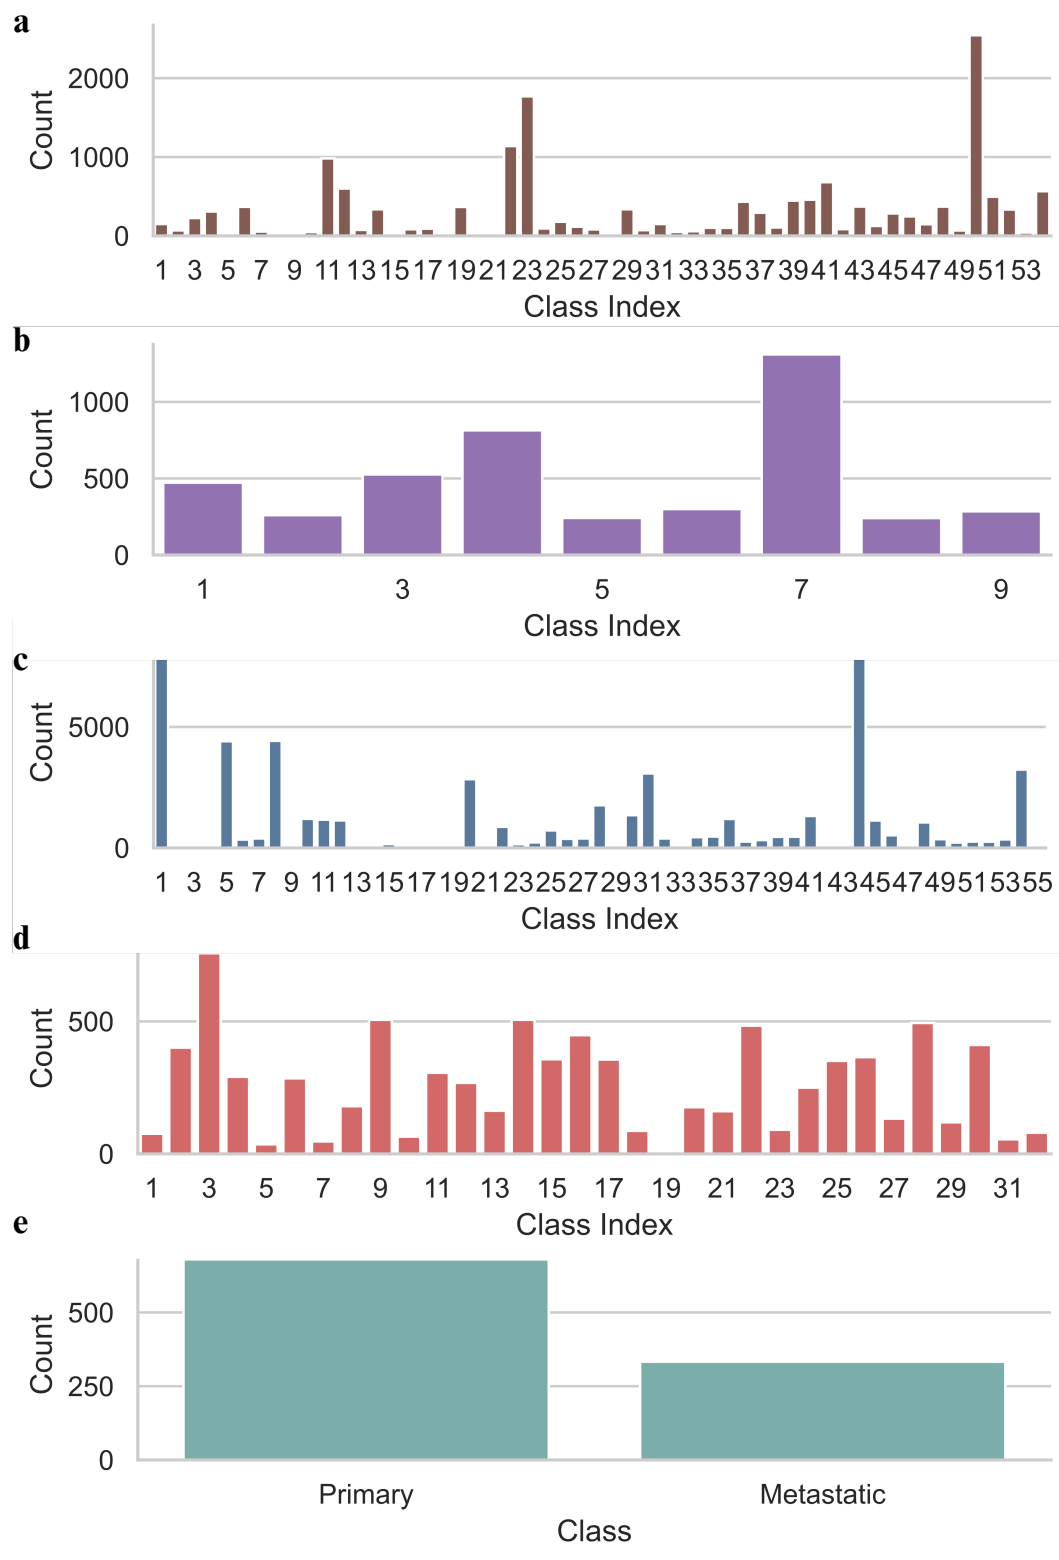 a
Count
2000
1000
0
1 3 5 7 9 11 13 15 17 19 21 23 25 27 29 31 33 35 37 39 41 43 45 47 49 51 53
Class Index
b
Count
1000
500
0
1 3 5 7 9
Class Index
c
Count
5000
0
1 3 5 7 9 11 13 15 17 19 21 23 25 27 29 31 33 35 37 39 41 43 45 47 49 51 53 55
Class Index
d
Count
500
0
1 3 5 7 9 11 13 15 17 19 21 23 25 27 29 31
Class Index
e
Count
500
250
0
Primary Metastatic
Class